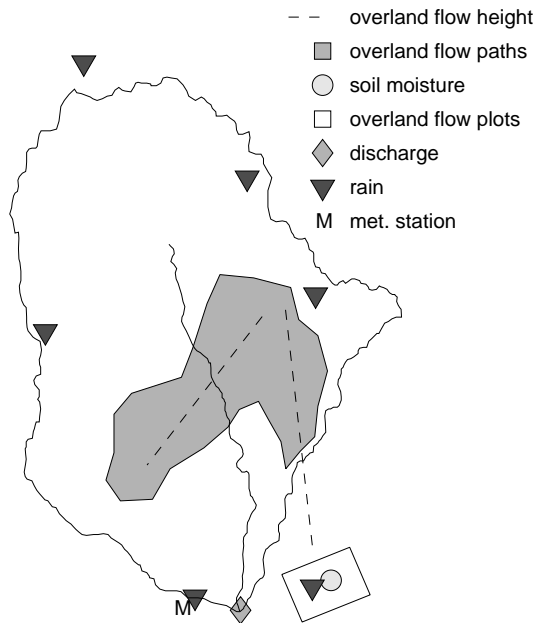 overland flow height
overland flow paths
soil moisture
overland flow plots
discharge
rain
M met. station
M